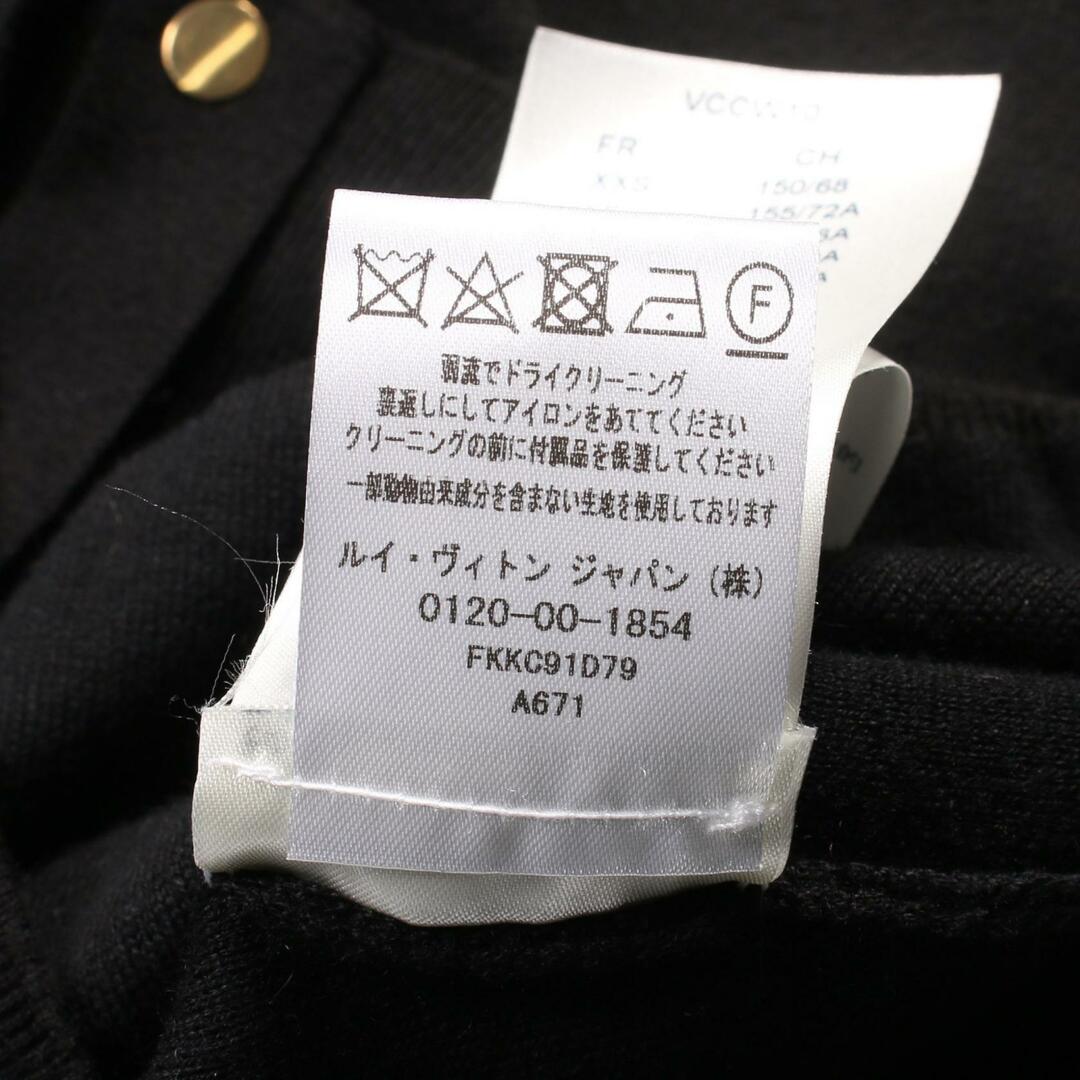 VCCW10
FR CH
XXS 150/68
155/72A
F
弱流でドライクリーニング
裏返しにしてアイロンをあててください
クリーニングの前に付属品を保護してください
一部動物由来成分を含まない生地を使用しております
ルイ・ヴィトン ジャパン (株)
0120-00-1854
FKKC91D79
A671